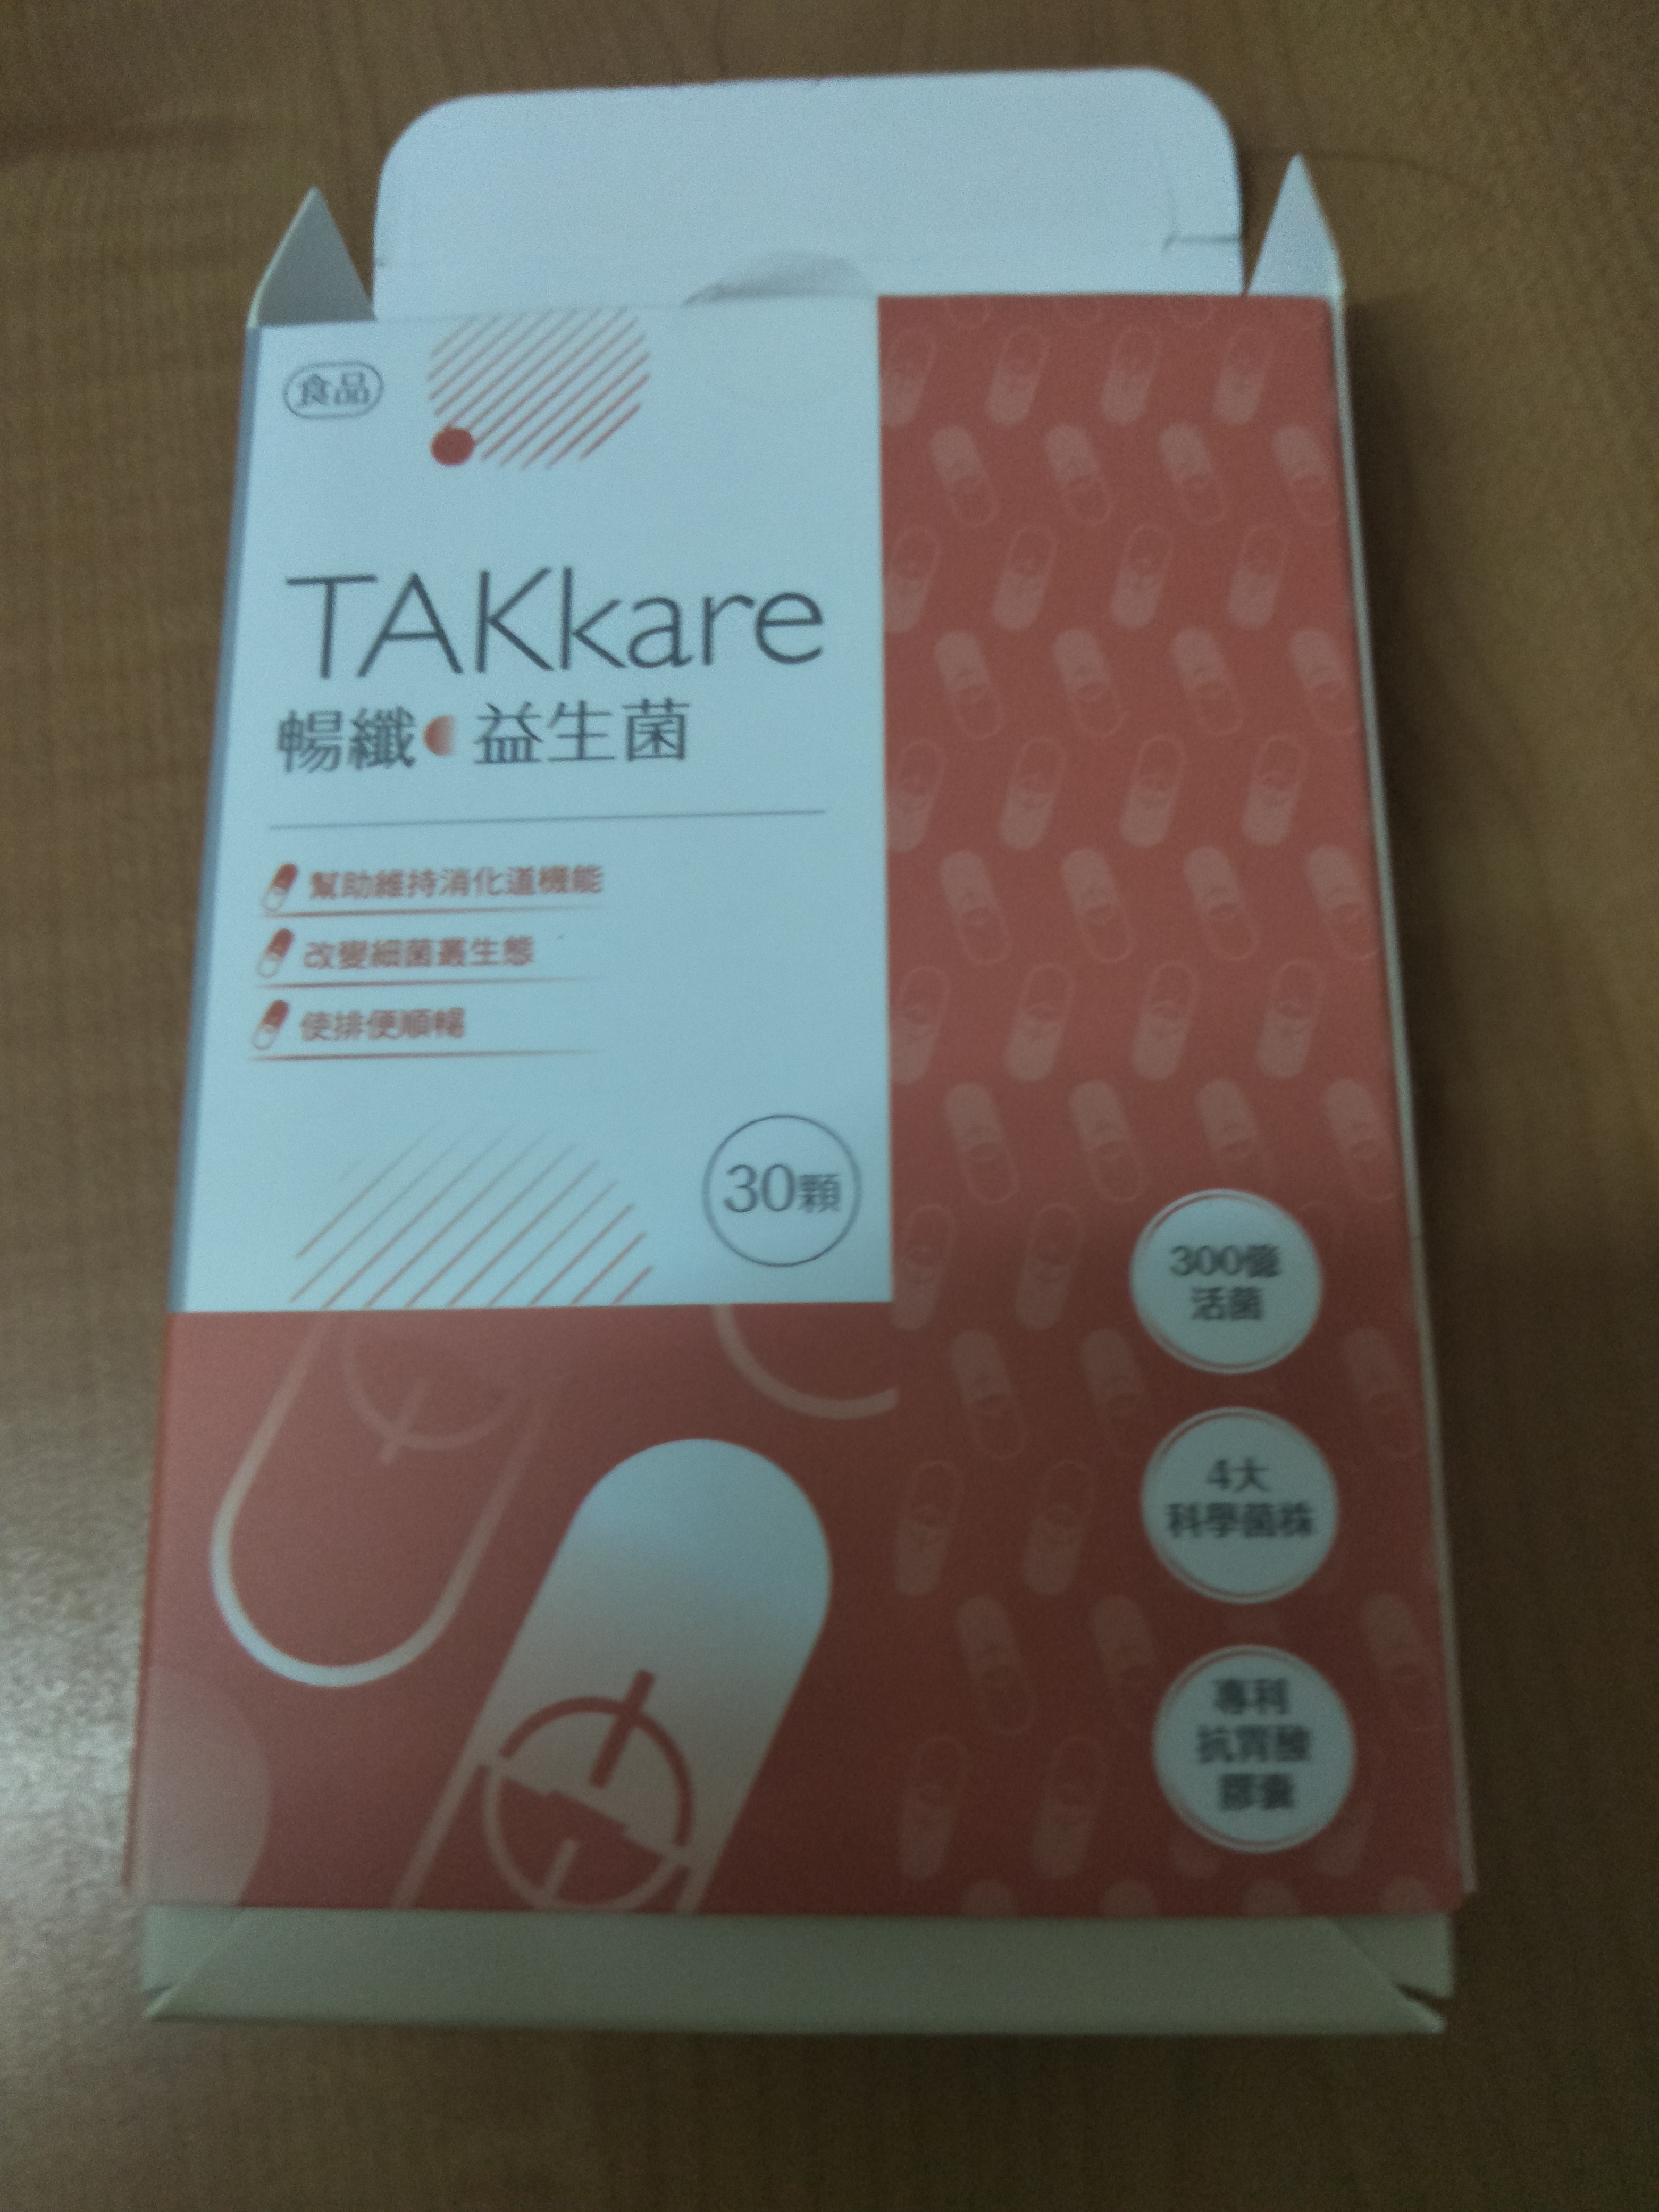 食品
TAKkare
暢纖 益生菌
幫助維持消化道機能
改變細菌叢生態
使排便順暢
30顆
300億
活菌
4大
科學菌株
專利
抗胃酸
膠囊